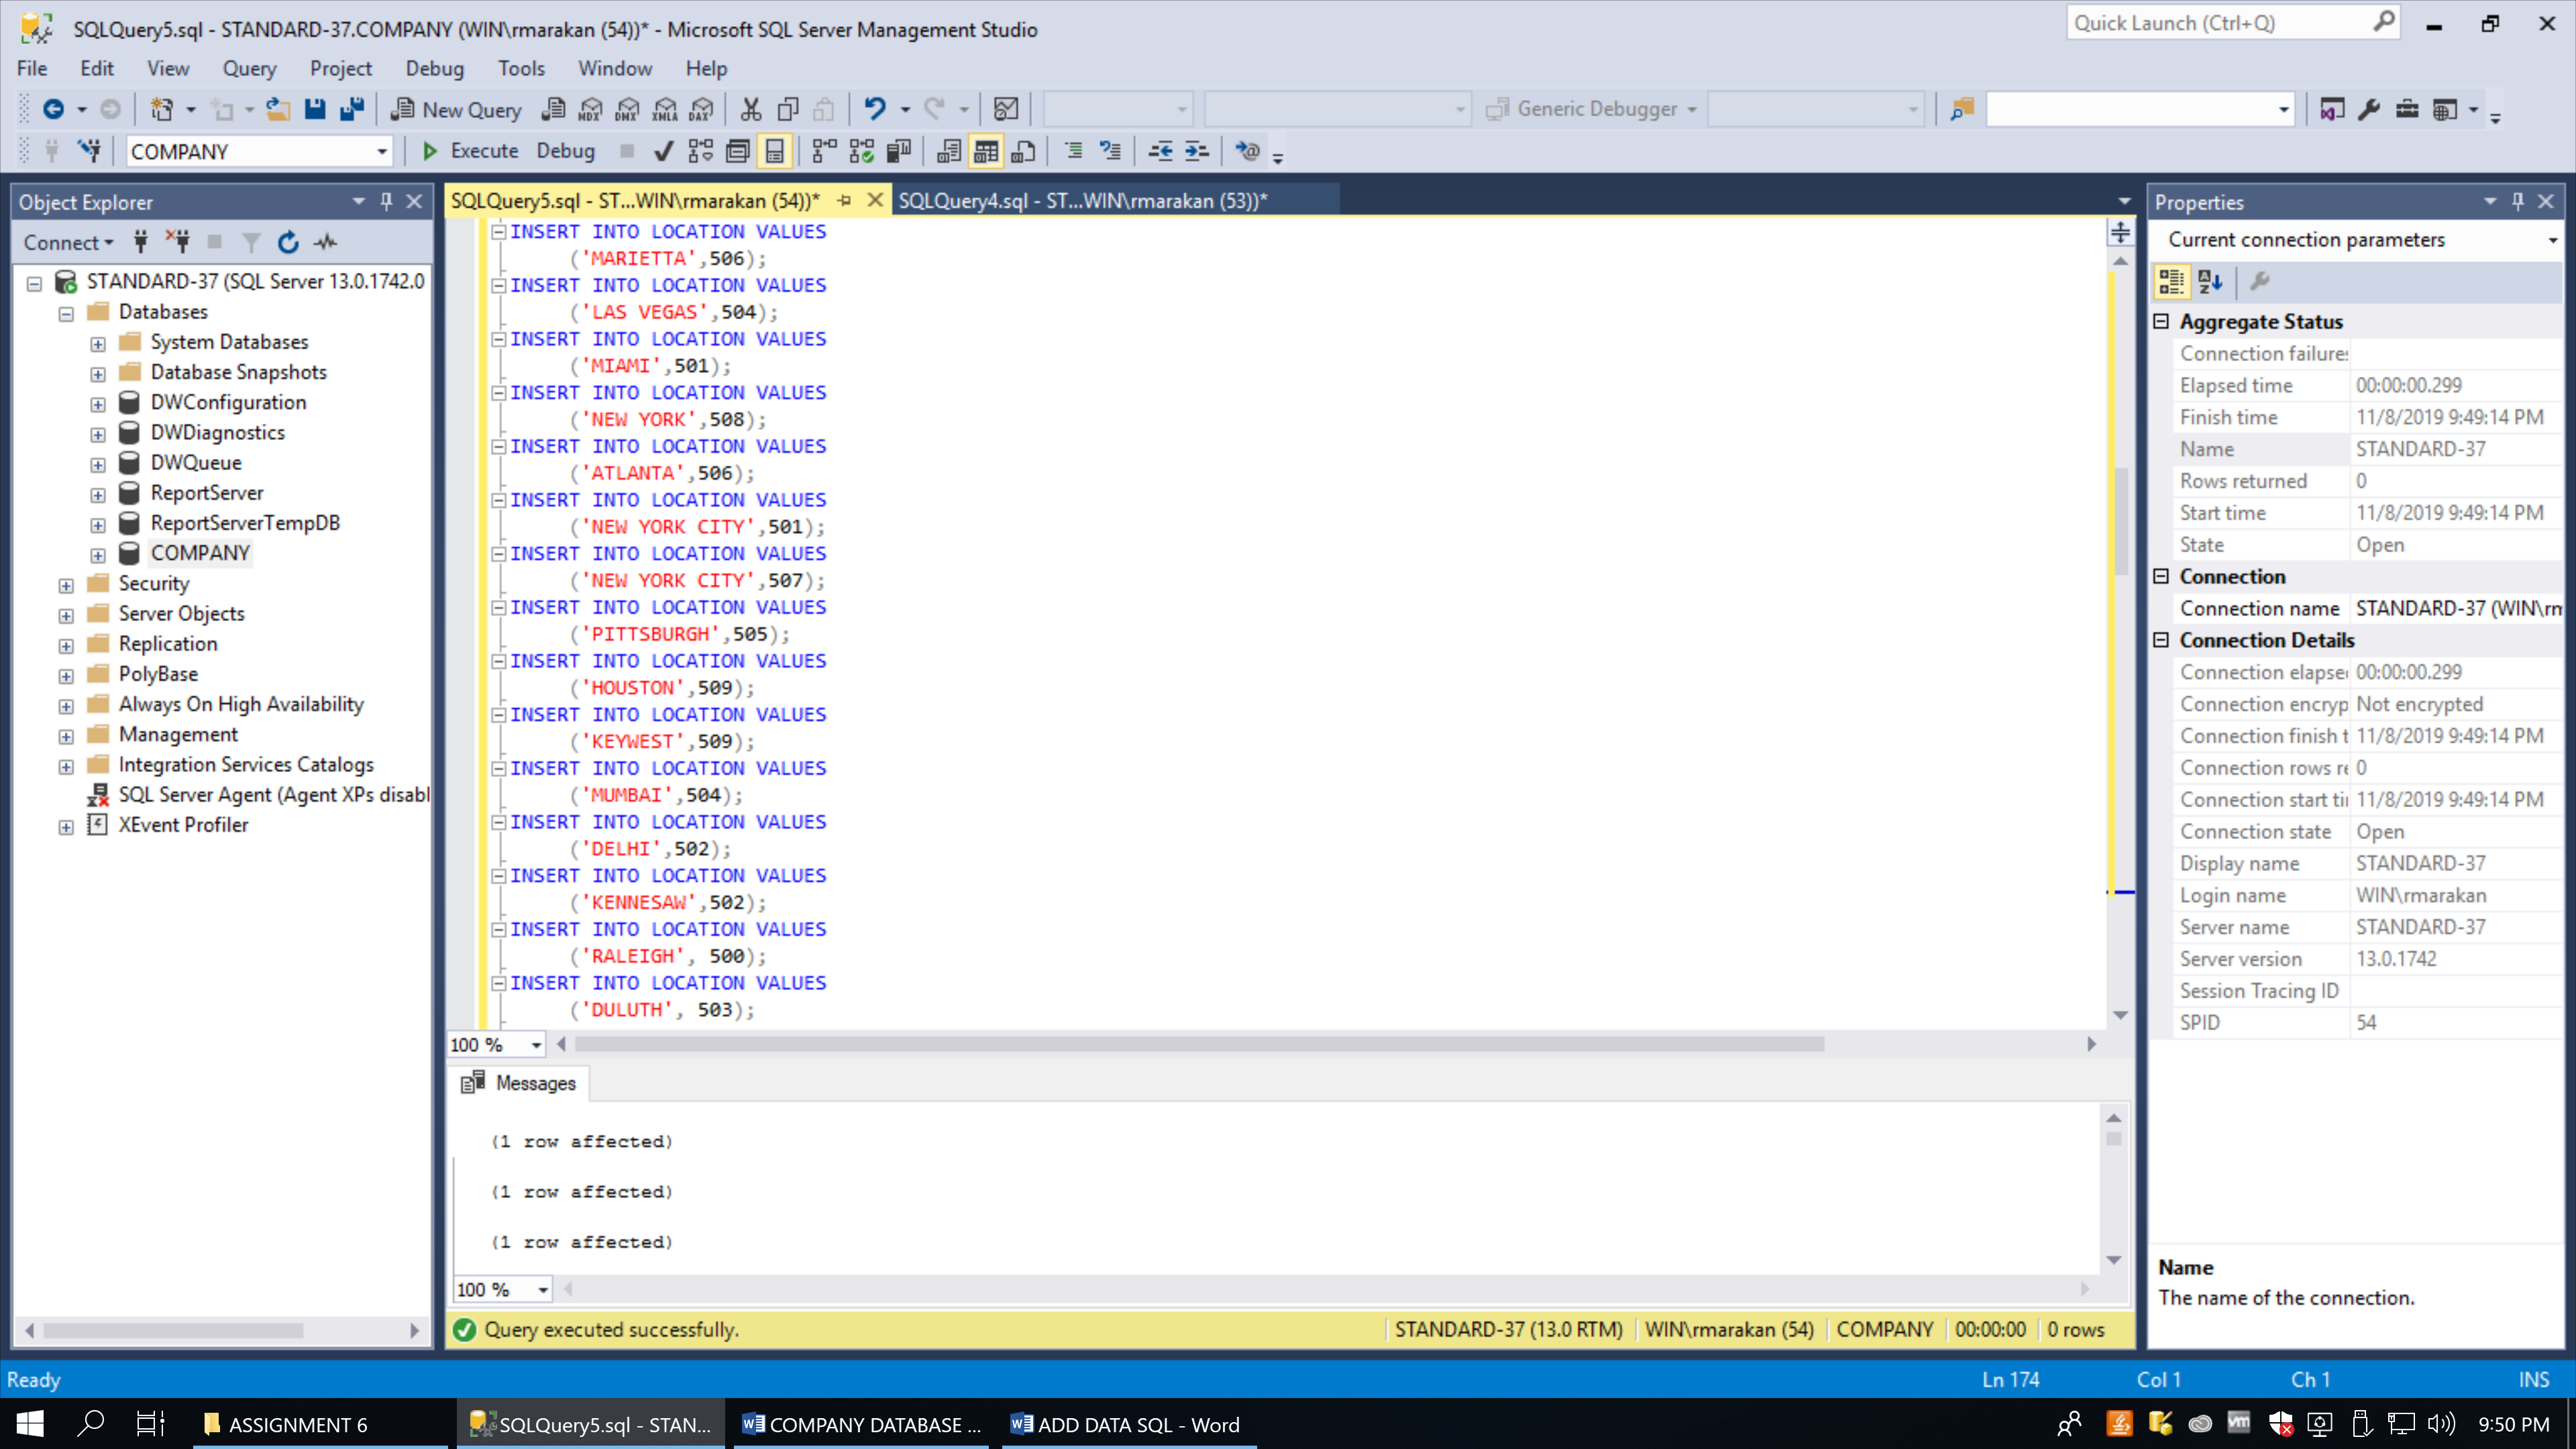 SQLQuery5.sql - STANDARD-37.COMPANY (WIN\rmarakan (54))* - Microsoft SQL Server Management Studio
Quick Launch (Ctrl+Q)
File Edit View Query Project Debug Tools Window Help
New Query MDX DMX XMLA DAX Generic Debugger
COMPANY Execute Debug
Object Explorer
Connect
STANDARD-37 (SQL Server 13.0.1742.0
Databases
System Databases
Database Snapshots
DWConfiguration
DWDiagnostics
DWQueue
ReportServer
ReportServerTempDB
COMPANY
Security
Server Objects
Replication
PolyBase
Always On High Availability
Management
Integration Services Catalogs
SQL Server Agent (Agent XPs disabl
XEvent Profiler
SQLQuery5.sql - ST...WIN\rmarakan (54))* SQLQuery4.sql - ST...WIN\rmarakan (53))*
INSERT INTO LOCATION VALUES
('MARIETTA',506);
INSERT INTO LOCATION VALUES
('LAS VEGAS',504);
INSERT INTO LOCATION VALUES
('MIAMI',501);
INSERT INTO LOCATION VALUES
('NEW YORK',508);
INSERT INTO LOCATION VALUES
('ATLANTA',506);
INSERT INTO LOCATION VALUES
('NEW YORK CITY',501);
INSERT INTO LOCATION VALUES
('NEW YORK CITY',507);
INSERT INTO LOCATION VALUES
('PITTSBURGH',505);
INSERT INTO LOCATION VALUES
('HOUSTON',509);
INSERT INTO LOCATION VALUES
('KEYWEST',509);
INSERT INTO LOCATION VALUES
('MUMBAI',504);
INSERT INTO LOCATION VALUES
('DELHI',502);
INSERT INTO LOCATION VALUES
('KENNESAW',502);
INSERT INTO LOCATION VALUES
('RALEIGH', 500);
INSERT INTO LOCATION VALUES
('DULUTH', 503);
100 %
Messages
(1 row affected)
(1 row affected)
(1 row affected)
100 %
Query executed successfully. STANDARD-37 (13.0 RTM) WIN\rmarakan (54) COMPANY 00:00:00 0 rows
Properties
Current connection parameters
Aggregate Status
Connection failure:
Elapsed time 00:00:00.299
Finish time 11/8/2019 9:49:14 PM
Name STANDARD-37
Rows returned 0
Start time 11/8/2019 9:49:14 PM
State Open
Connection
Connection name STANDARD-37 (WIN\rm
Connection Details
Connection elapse 00:00:00.299
Connection encryp Not encrypted
Connection finish t 11/8/2019 9:49:14 PM
Connection rows re 0
Connection start tir 11/8/2019 9:49:14 PM
Connection state Open
Display name STANDARD-37
Login name WIN\rmarakan
Server name STANDARD-37
Server version 13.0.1742
Session Tracing ID
SPID 54
Name
The name of the connection.
Ready Ln 174 Col 1 Ch 1 INS
ASSIGNMENT 6 SQLQuery5.sql - STAN... COMPANY DATABASE ... ADD DATA SQL - Word 9:50 PM